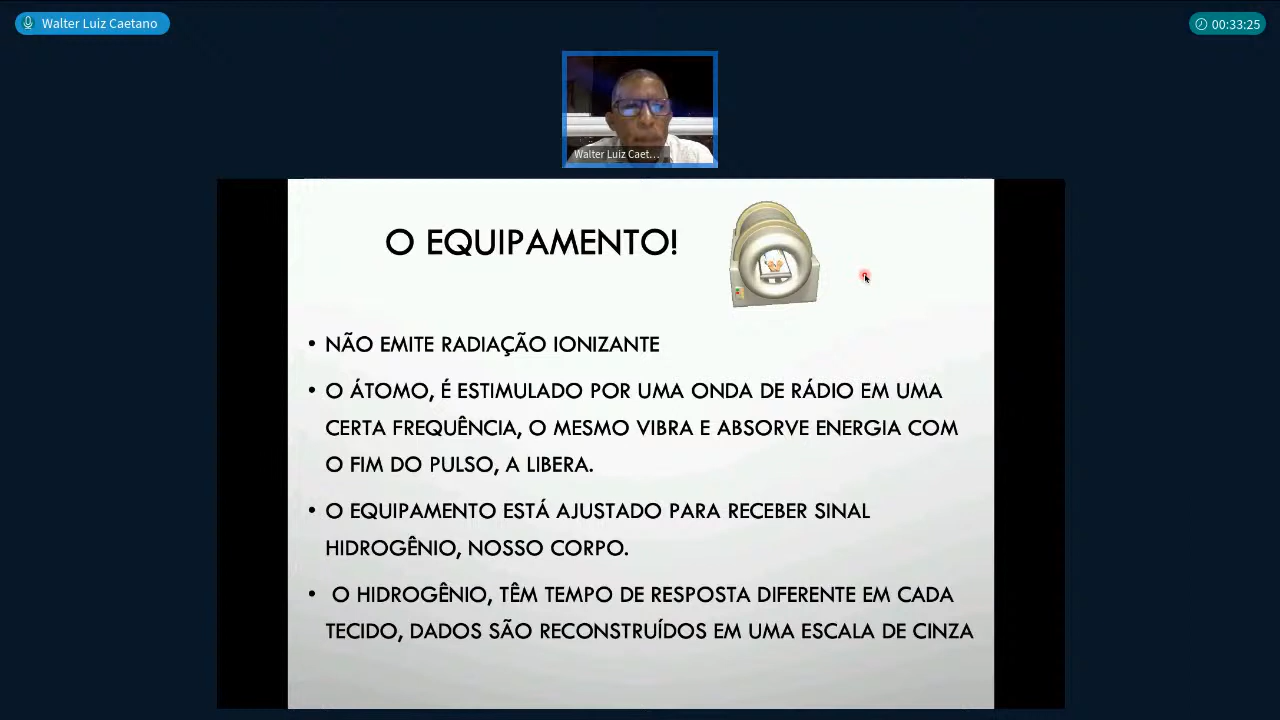 Walter Luiz Caetano
00:33:25
Walter Luiz Caet...
O EQUIPAMENTO!
• NÃO EMITE RADIAÇÃO IONIZANTE
• O ÁTOMO, É ESTIMULADO POR UMA ONDA DE RÁDIO EM UMA
CERTA FREQUÊNCIA, O MESMO VIBRA E ABSORVE ENERGIA COM
O FIM DO PULSO, A LIBERA.
• O EQUIPAMENTO ESTÁ AJUSTADO PARA RECEBER SINAL
HIDROGÊNIO, NOSSO CORPO.
• O HIDROGÊNIO, TÊM TEMPO DE RESPOSTA DIFERENTE EM CADA
TECIDO, DADOS SÃO RECONSTRUÍDOS EM UMA ESCALA DE CINZA